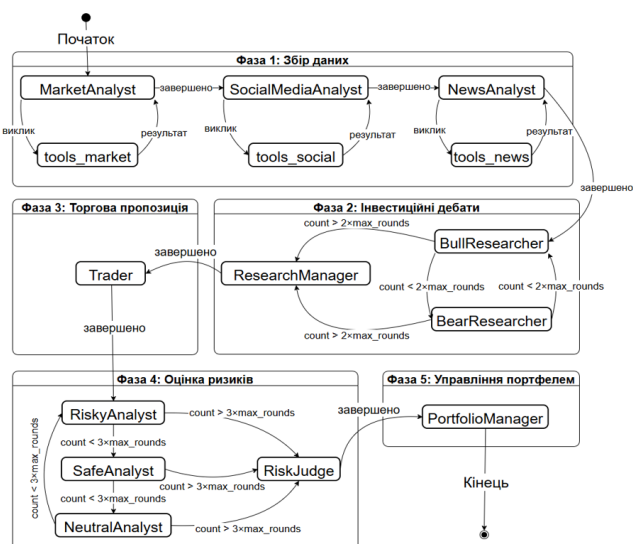 Початок
Фаза 1: Збір даних
MarketAnalyst
завершено
SocialMediaAnalyst
завершено
NewsAnalyst
виклик
результат
виклик
результат
виклик
результат
tools_market
tools_social
tools_news
завершено
Фаза 3: Торгова пропозиція
Фаза 2: Інвестиційні дебати
count > 2×max_rounds
BullResearcher
завершено
Trader
ResearchManager
count < 2×max_rounds
count < 2×max_rounds
BearResearcher
завершено
count > 2×max_rounds
Фаза 4: Оцінка ризиків
Фаза 5: Управління портфелем
RiskyAnalyst
count > 3×max_rounds
завершено
PortfolioManager
count < 3×max_rounds
count < 3×max_rounds
SafeAnalyst
count > 3×max_rounds
RiskJudge
count < 3×max_rounds
NeutralAnalyst
count > 3×max_rounds
Кінець